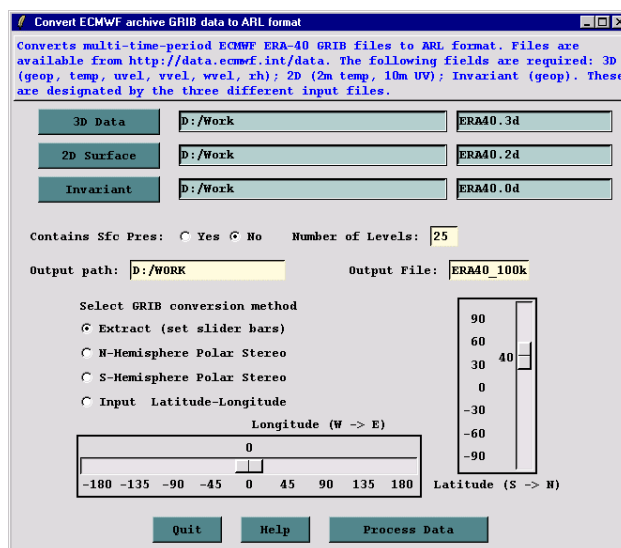 Convert ECMWF archive GRIB data to ARL format
Converts multi-time-period ECMWF ERA-40 GRIB files to ARL format. Files are
available from http://data.ecmwf.int/data. The following fields are required: 3D
(geop, temp, uvel, vvel, wvel, rh); 2D (2m temp, 10m UV); Invariant (geop). These
are designated by the three different input files.
3D Data D:/Work ERA40.3d
2D Surface D:/Work ERA40.2d
Invariant D:/Work ERA40.0d
Contains Sfc Pres: Yes No Number of Levels: 25
Output path: D:/WORK Output File: ERA40_100k
Select GRIB conversion method
Extract (set slider bars)
N-Hemisphere Polar Stereo
S-Hemisphere Polar Stereo
Input Latitude-Longitude
90
60
40
30
0
-30
-60
-90
Latitude (S -> N)
Longitude (W -> E)
0
-180 -135 -90 -45 0 45 90 135 180
Quit Help Process Data